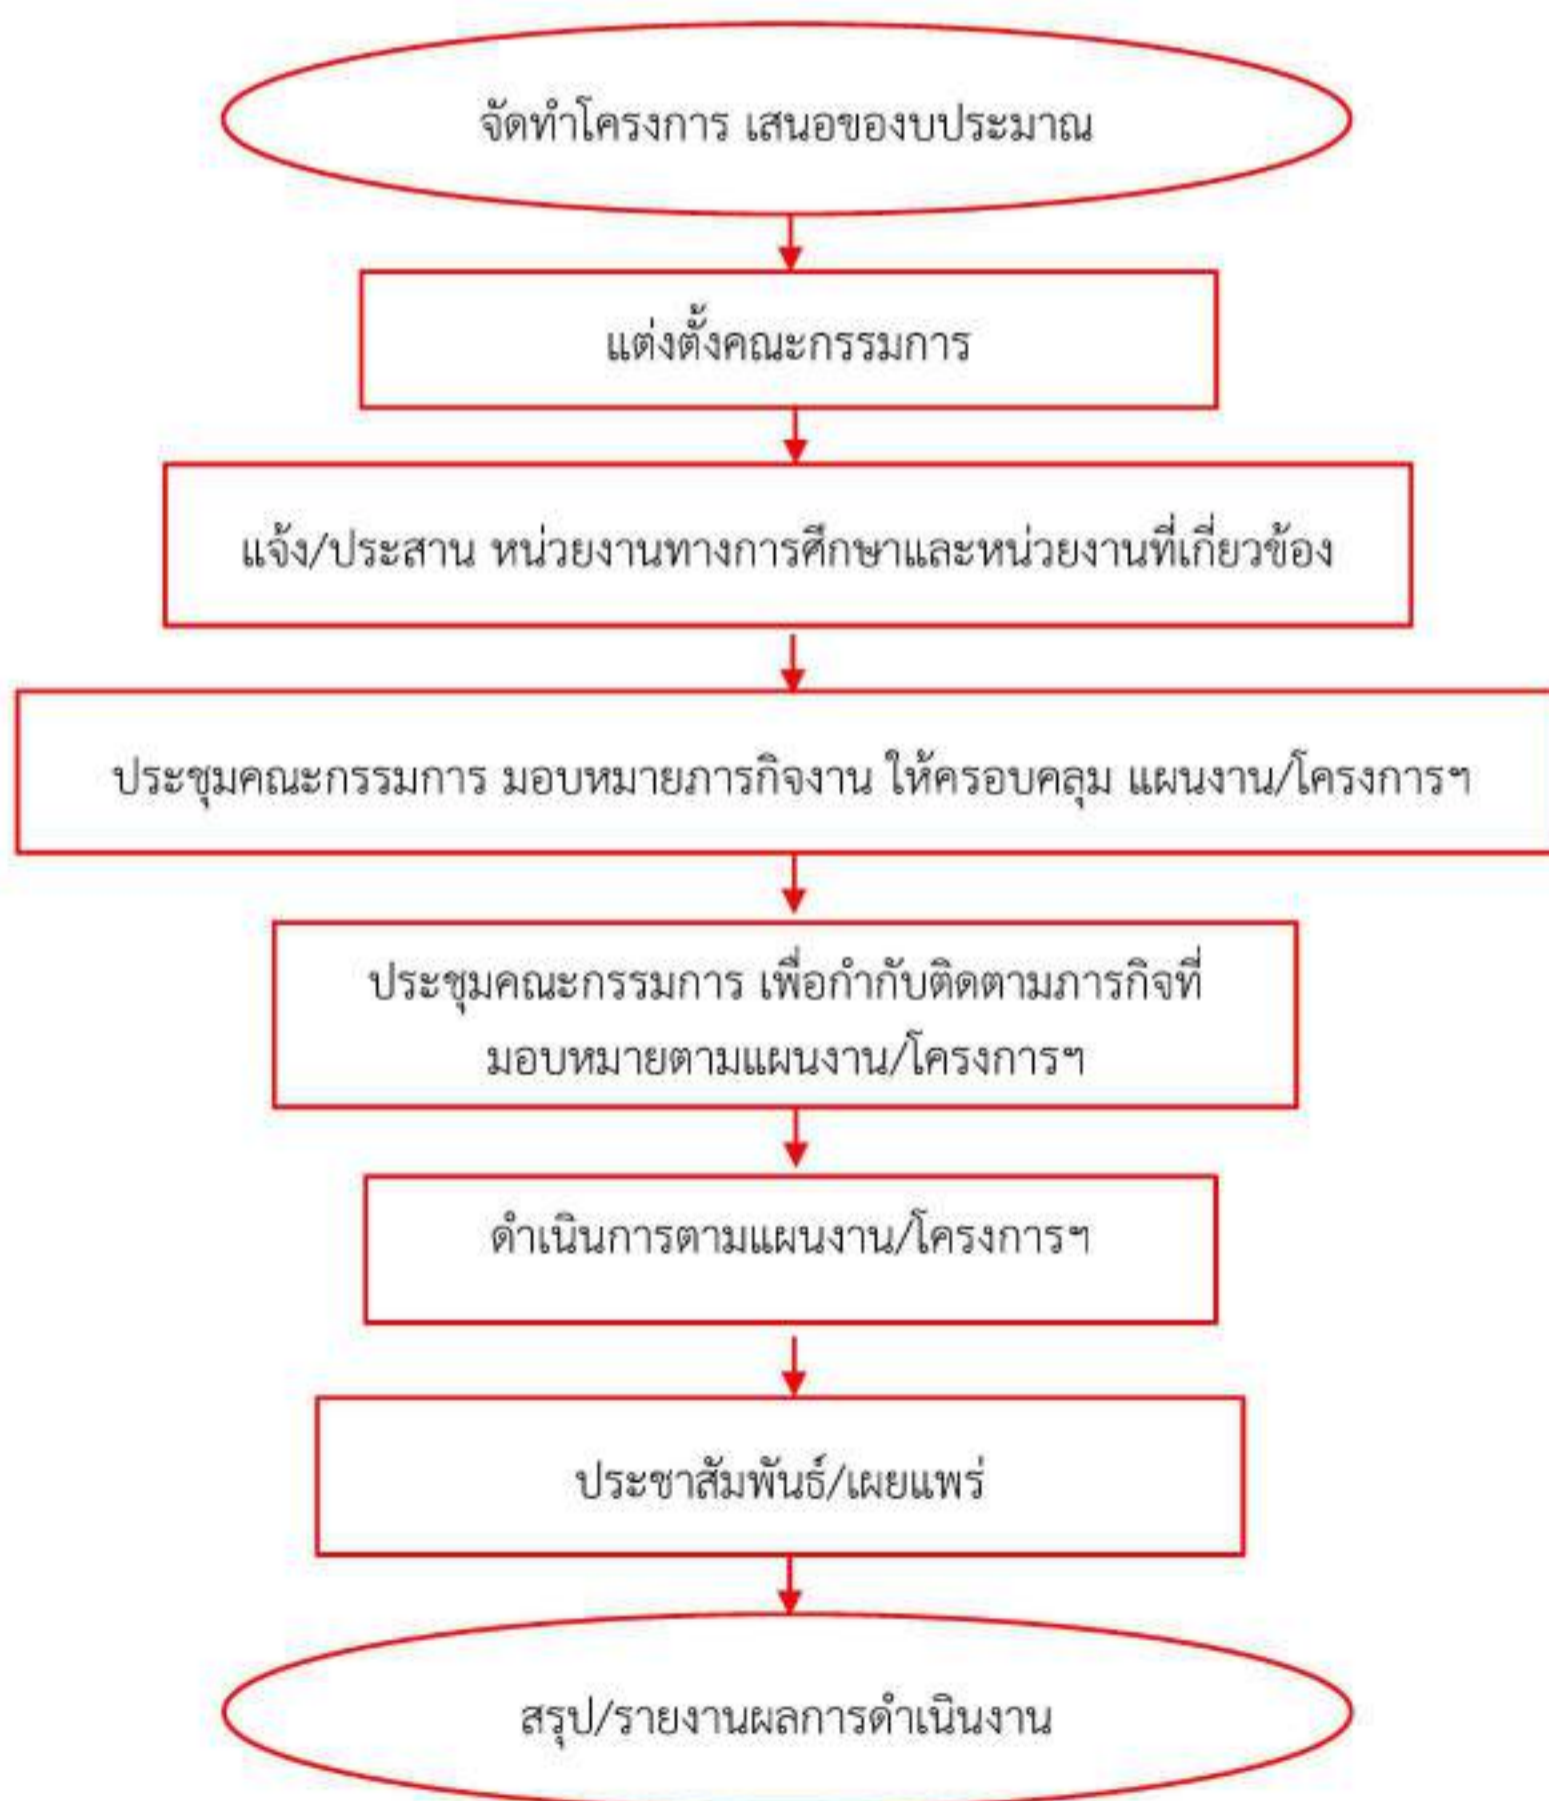 จัดทำโครงการ เสนอของบประมาณ
แต่งตั้งคณะกรรมการ
แจ้ง/ประสาน หน่วยงานทางการศึกษาและหน่วยงานที่เกี่ยวข้อง
ประชุมคณะกรรมการ มอบหมายภารกิจงาน ให้ครอบคลุม แผนงาน/โครงการฯ
ประชุมคณะกรรมการ เพื่อกำกับติดตามภารกิจที่
มอบหมายตามแผนงาน/โครงการฯ
ดำเนินการตามแผนงาน/โครงการฯ
ประชาสัมพันธ์/เผยแพร่
สรุป/รายงานผลการดำเนินงาน